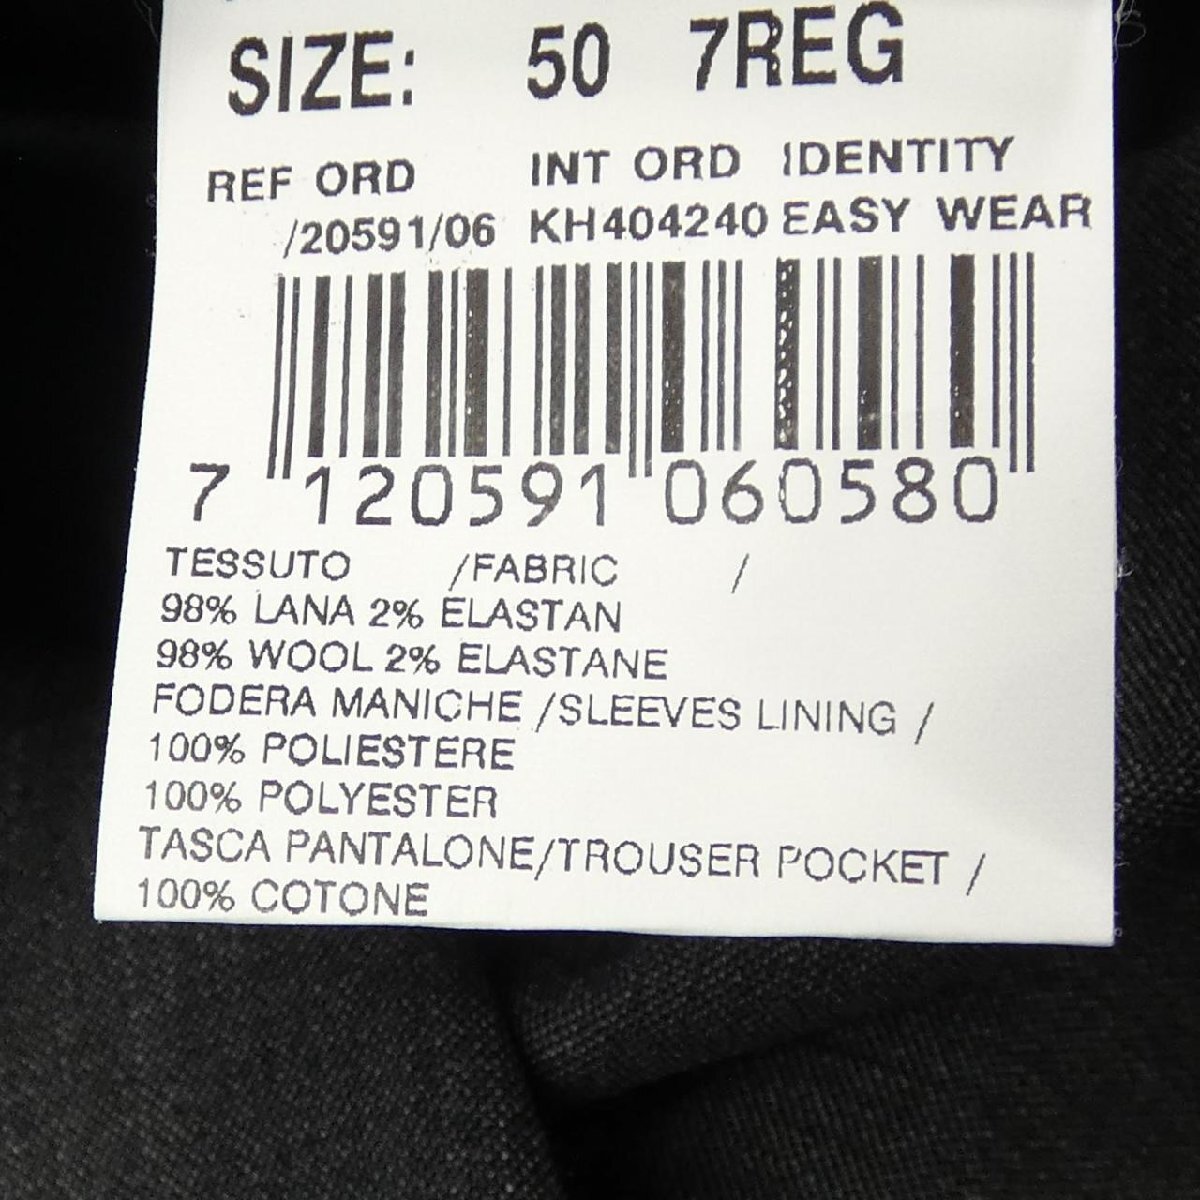 SIZE: 50 7REG
REF ORD INT ORD IDENTITY
/20591/06 KH404240 EASY WEAR
7 120591 060580
TESSUTO /FABRIC /
98% LANA 2% ELASTAN
98% WOOL 2% ELASTANE
FODERA MANICHE /SLEEVES LINING /
100% POLIESTERE
100% POLYESTER
TASCA PANTALONE/TROUSER POCKET /
100% COTONE